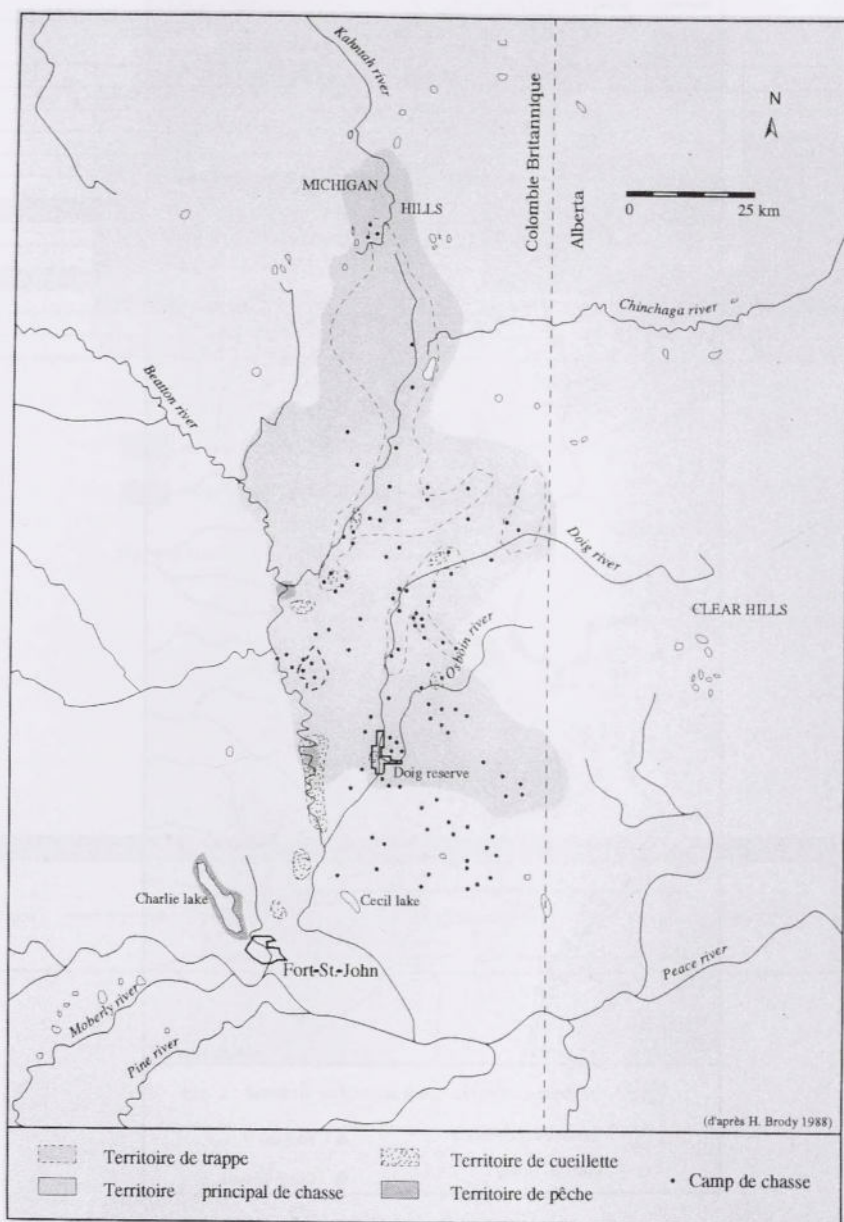 Kahntah river
N
MICHIGAN
HILLS
Colombie Britannique
Alberta
0 25 km
Chinchaga river
Beatton river
Doig river
CLEAR HILLS
Osboin river
Doig reserve
Charlie lake
Cecil lake
Fort-St.-John
Peace river
Moberly river
Pine river
(d'après H. Brody 1988)
Territoire de trappe
Territoire de cueillette
Camp de chasse
Territoire principal de chasse
Territoire de pêche